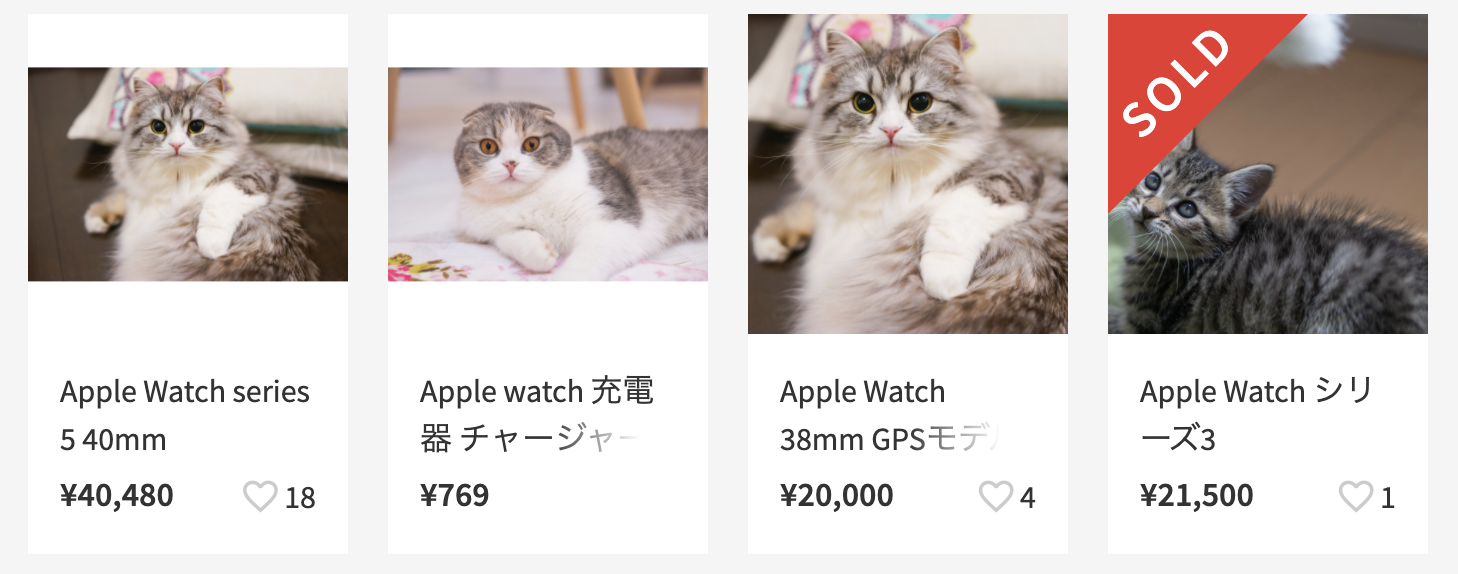 Apple Watch series
5 40mm
¥40,480
18
Apple watch 充電
器 チャージャー
¥769
Apple Watch
38mm GPSモデ
¥20,000
4
SOLD
Apple Watch シリ
ーズ3
¥21,500
1